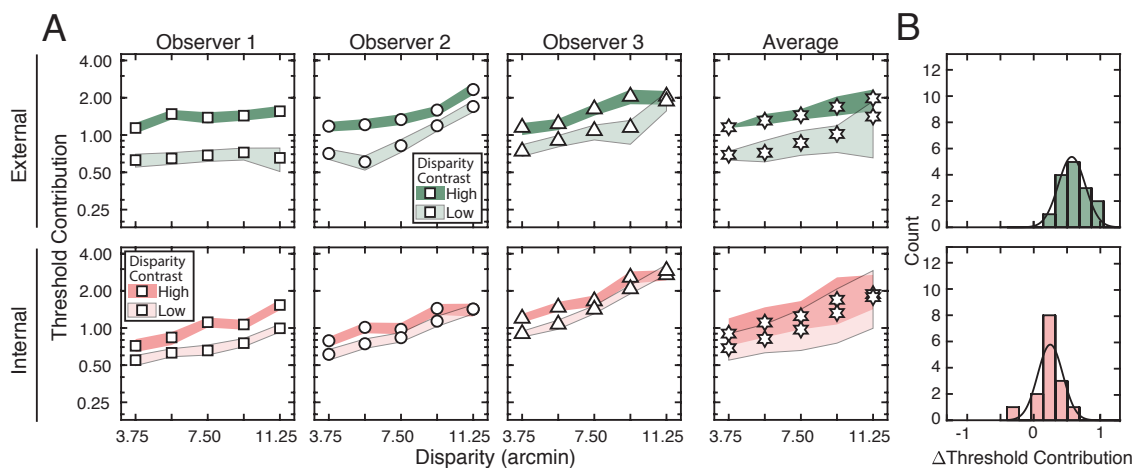 A
B
Observer 1
Observer 2
Observer 3
Average
External
Internal
Threshold Contribution
4.00
2.00
1.00
0.50
0.25
Disparity
Contrast
High
Low
12
10
8
6
4
2
0
Count
4.00
2.00
1.00
0.50
0.25
Disparity
Contrast
High
Low
12
10
8
6
4
2
0
3.75 7.50 11.25
3.75 7.50 11.25
3.75 7.50 11.25
3.75 7.50 11.25
-1 0 1
Disparity (arcmin)
ΔThreshold Contribution